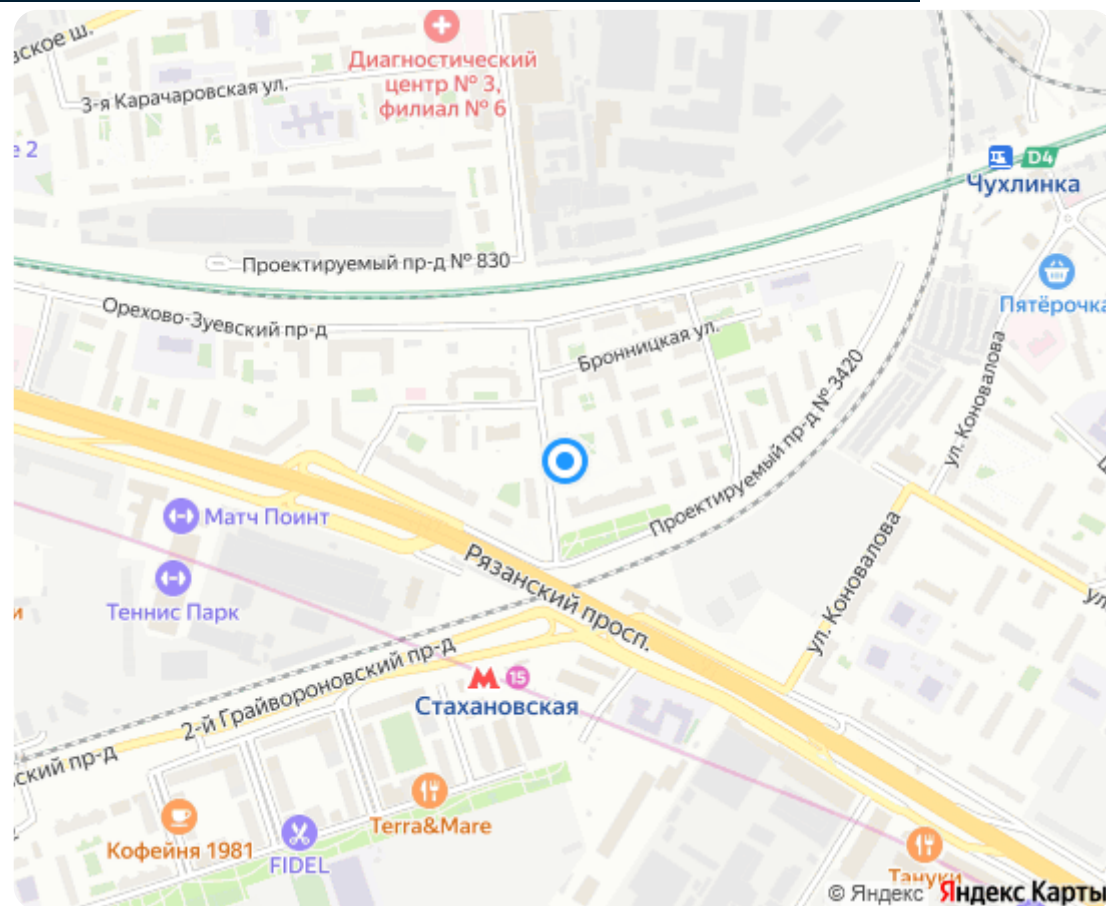 вское ш.
Диагностический
центр № 3,
филиал № 6
3-я Карачаровская ул.
е 2
D4
Чухлинка
Проектируемый пр-д № 830
Пятёрочка
Орехово-Зуевский пр-д
Бронницкая ул.
Проектируемый пр-д № 3420
ул. Коновалова
Матч Поинт
Рязанский просп.
Теннис Парк
и
ул. Коновалова
ул
2-й Грайвороновский пр-д
М 15
Стахановская
ский пр-д
Terra&Mare
Кофейня 1981
FIDEL
Тануки
© Яндекс Яндекс Карты